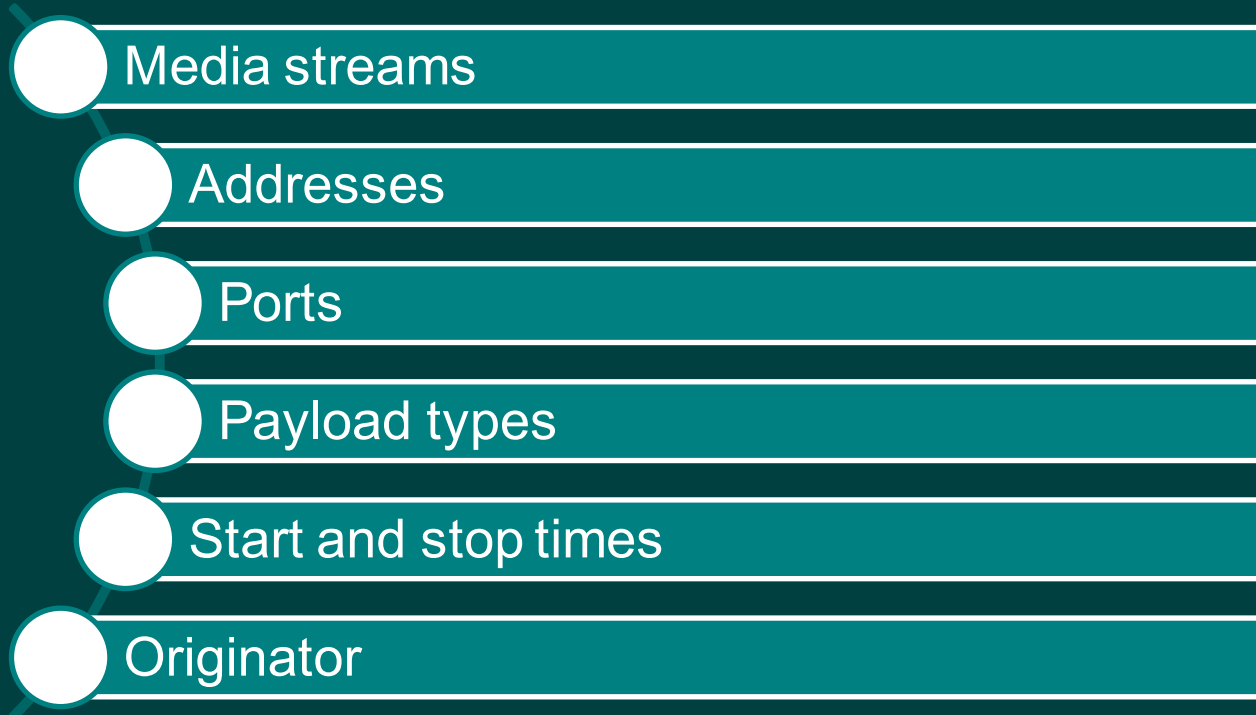 Media streams
Addresses
Ports
Payload types
Start and stop times
Originator